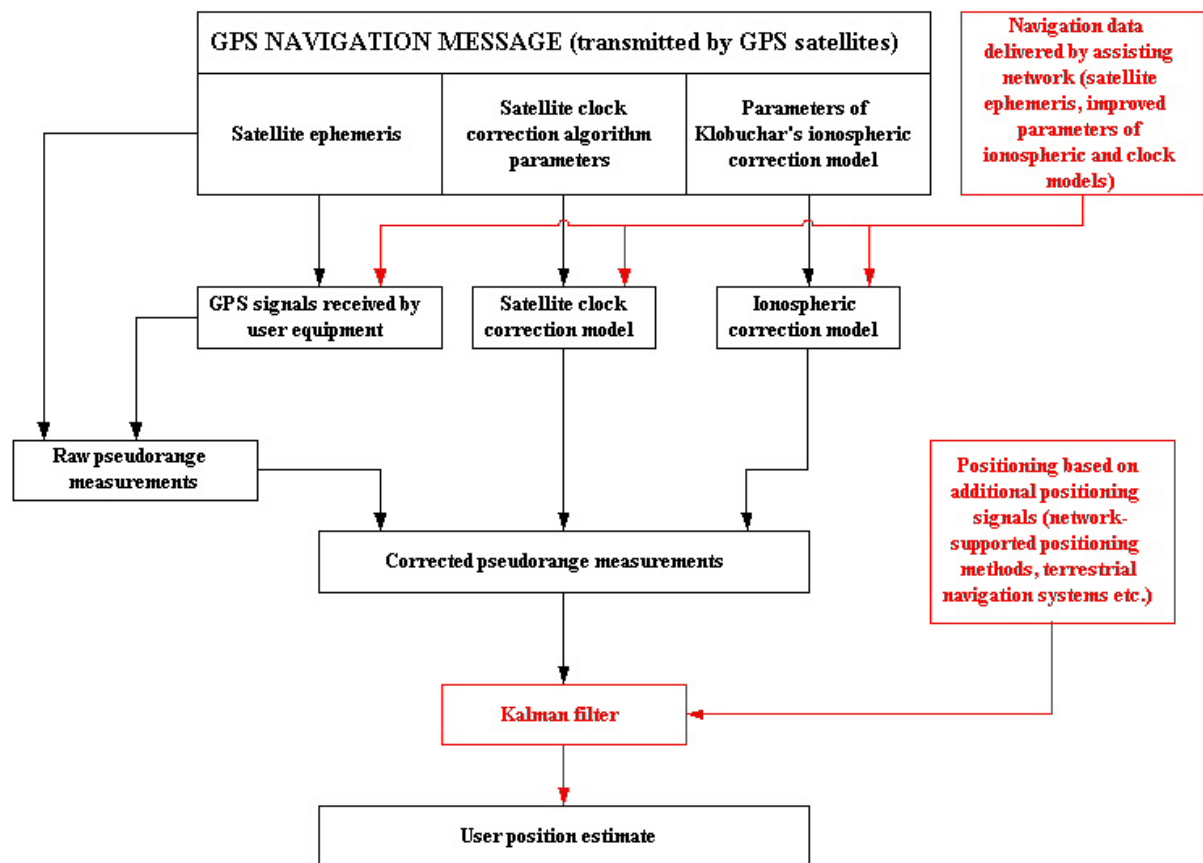 GPS NAVIGATION MESSAGE (transmitted by GPS satellites)
Satellite ephemeris
Satellite clock
correction algorithm
parameters
Parameters of
Klobuchar's ionospheric
correction model
Navigation data
delivered by assisting
network (satellite
ephemeris, improved
parameters of
ionospheric and clock
models)
GPS signals received by
user equipment
Satellite clock
correction model
Ionospheric
correction model
Raw pseudorange
measurements
Corrected pseudorange measurements
Positioning based on
additional positioning
signals (network-
supported positioning
methods, terrestrial
navigation systems etc.)
Kalman filter
User position estimate